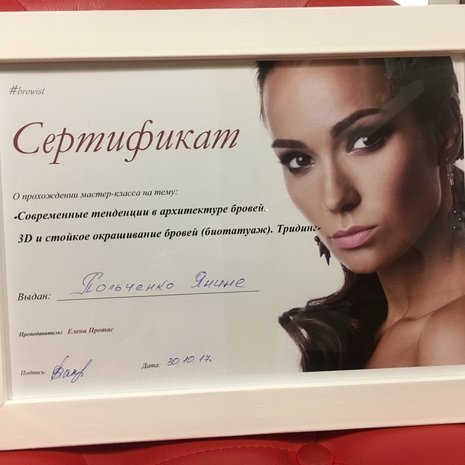 #browist
Сертификат
О прохождении мастер-класса на тему:
«Современные тенденции в архитектуре бровей.
3D и стойкое окрашивание бровей (биотатуаж). Тридинг»
Выдан: Польченко Янине
Преподаватель: Елена Протас
Подпись: Дата: 30.10.17.